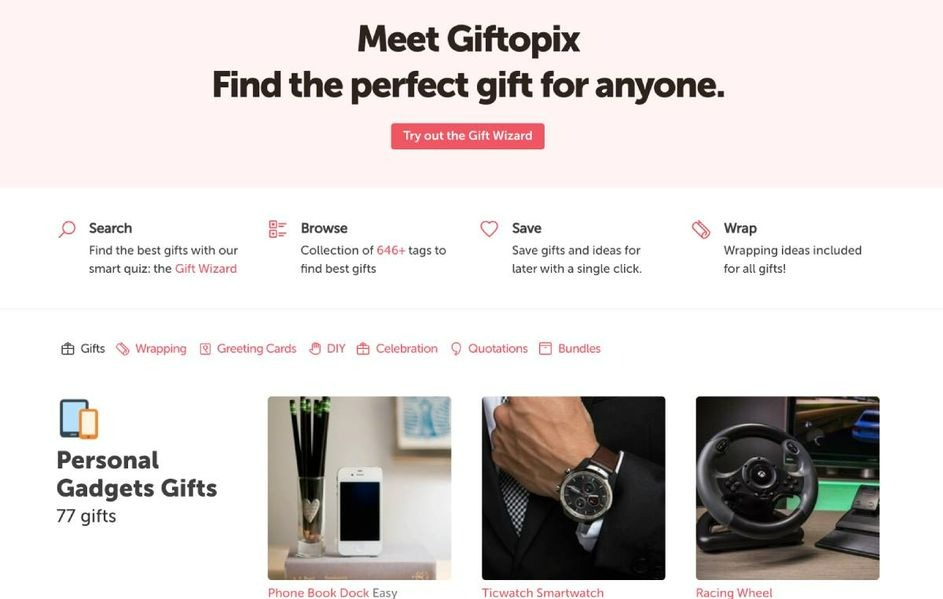 Meet Giftopix
Find the perfect gift for anyone.
Try out the Gift Wizard
Search
Find the best gifts with our
smart quiz: the Gift Wizard
Browse
Collection of 646+ tags to
find best gifts
Save
Save gifts and ideas for
later with a single click.
Wrap
Wrapping ideas included
for all gifts!
Gifts Wrapping Greeting Cards DIY Celebration Quotations Bundles
Personal
Gadgets Gifts
77 gifts
Phone Book Dock Easy
Ticwatch Smartwatch
Racing Wheel